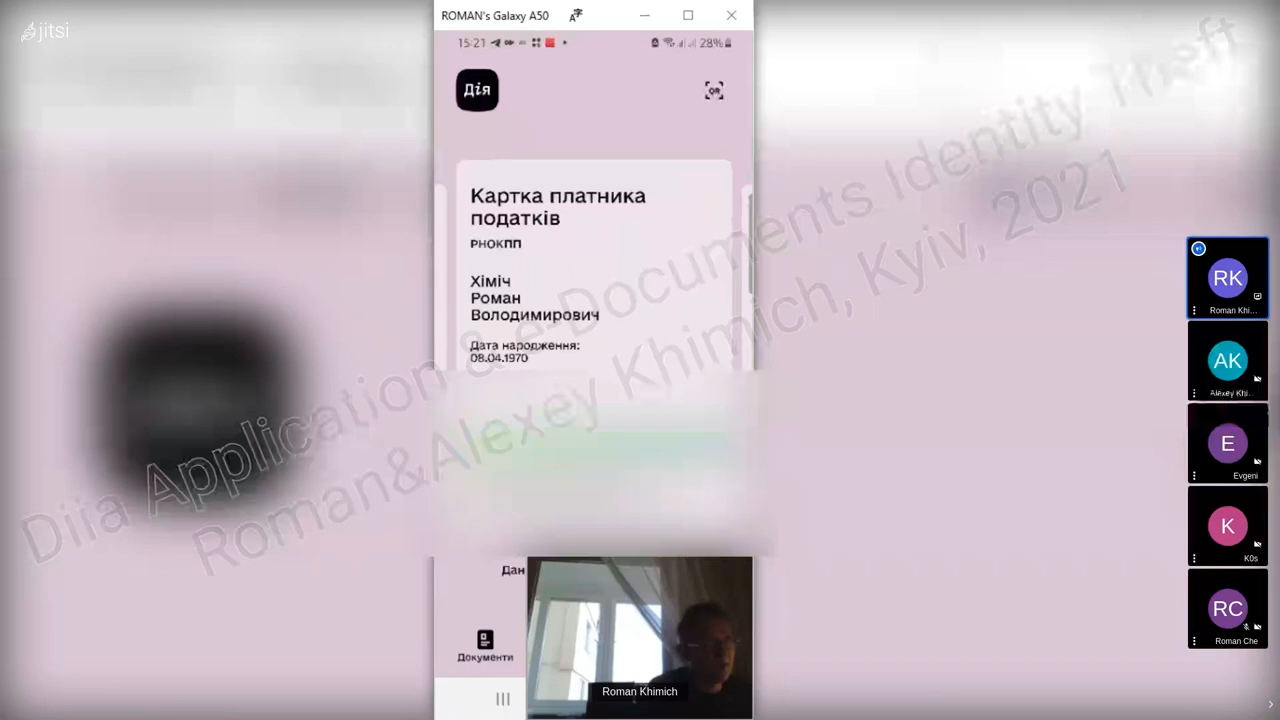 jitsi
ROMAN's Galaxy A50
15:21
28%
Дія
QR
Картка платника
податків
РНОКПП
Хіміч
Роман
Володимирович
Дата народження:
08.04.1970
Diia Application & e-Documents Identity Theft
Roman&Alexey Khimich, Kyiv, 2021
Дан
Документи
Roman Khimich
RK
Roman Khi...
AK
Alexey Khi...
E
Evgeni
K
K0s
RC
Roman Che